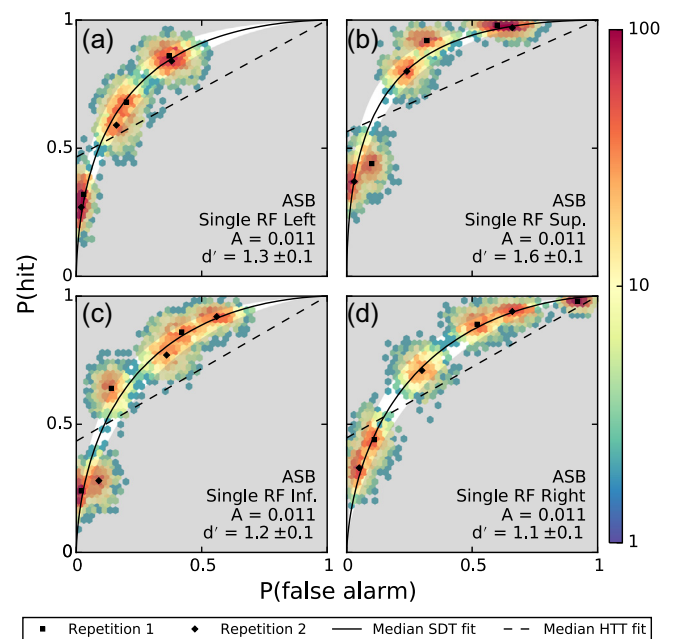 1
(a)
(b)
100
0.5
ASB
Single RF Left
A = 0.011
d′ = 1.3 ±0.1
ASB
Single RF Sup.
A = 0.011
d′ = 1.6 ±0.1
0
P(hit)
10
1
(c)
(d)
0.5
ASB
Single RF Inf.
A = 0.011
d′ = 1.2 ±0.1
ASB
Single RF Right
A = 0.011
d′ = 1.1 ±0.1
0
1
0
0.5
1
0
0.5
1
P(false alarm)
Repetition 1
Repetition 2
Median SDT fit
Median HTT fit